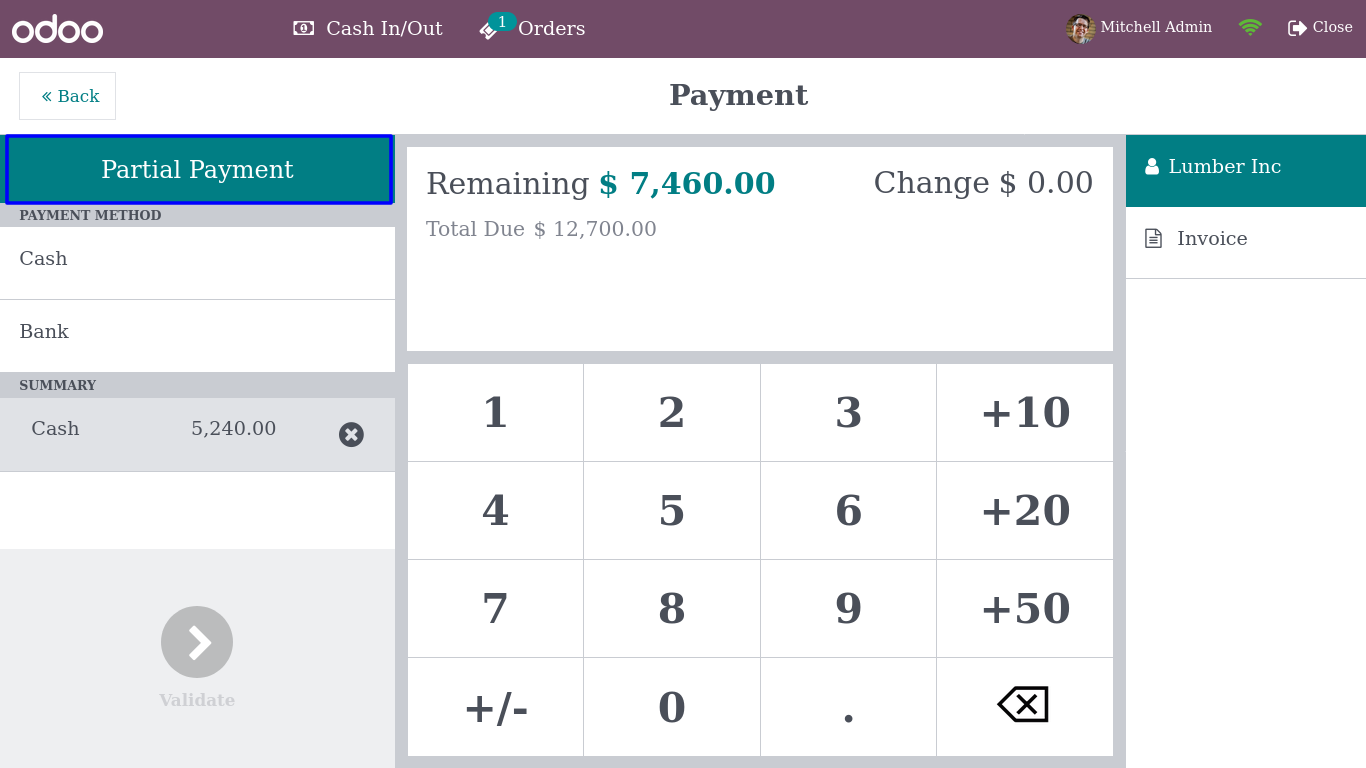 odoo
Cash In/Out
1
Orders
Mitchell Admin
Close
Back
Payment
Partial Payment
PAYMENT METHOD
Cash
Bank
SUMMARY
Cash 5,240.00
Validate
Remaining $ 7,460.00
Change $ 0.00
Total Due $ 12,700.00
1 2 3 +10
4 5 6 +20
7 8 9 +50
+/- 0 .
Lumber Inc
Invoice